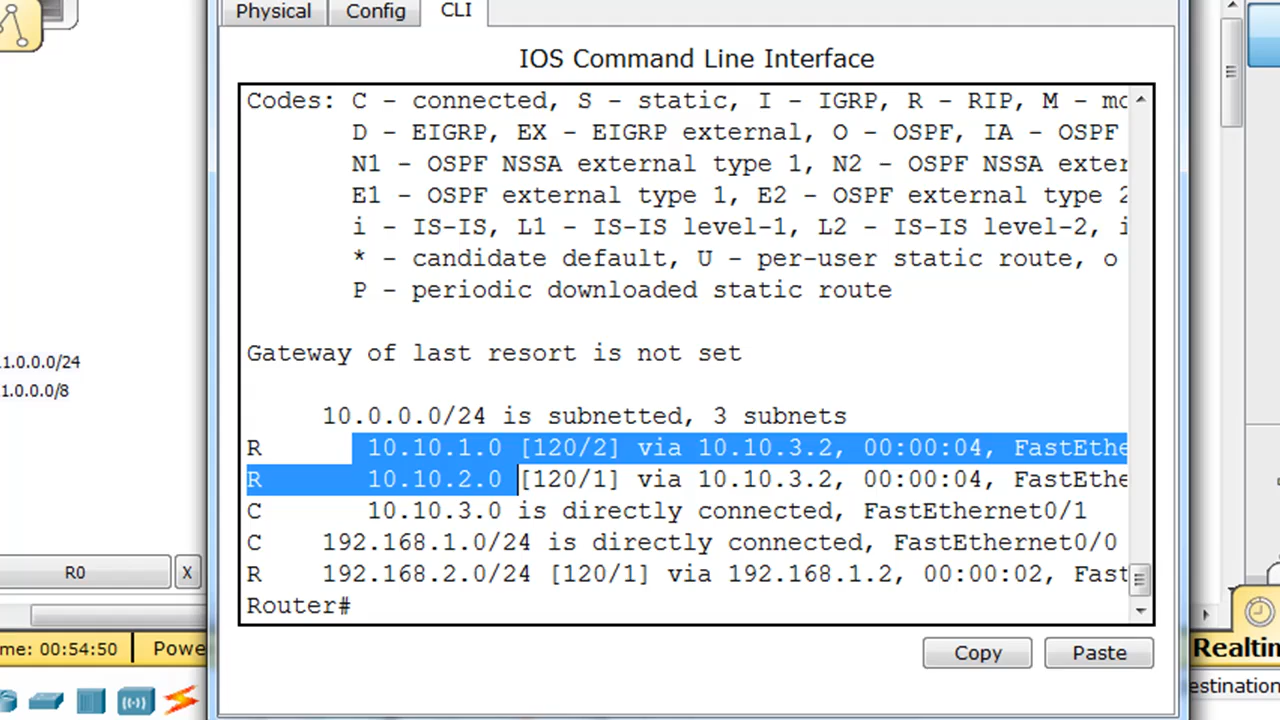 Physical Config CLI
IOS Command Line Interface
Codes: C - connected, S - static, I - IGRP, R - RIP, M - mo
D - EIGRP, EX - EIGRP external, O - OSPF, IA - OSPF
N1 - OSPF NSSA external type 1, N2 - OSPF NSSA exter
E1 - OSPF external type 1, E2 - OSPF external type 2
i - IS-IS, L1 - IS-IS level-1, L2 - IS-IS level-2, i
* - candidate default, U - per-user static route, o
P - periodic downloaded static route
Gateway of last resort is not set
10.0.0.0/24 is subnetted, 3 subnets
R 10.10.1.0 [120/2] via 10.10.3.2, 00:00:04, FastEthe
R 10.10.2.0 [120/1] via 10.10.3.2, 00:00:04, FastEthe
C 10.10.3.0 is directly connected, FastEthernet0/1
C 192.168.1.0/24 is directly connected, FastEthernet0/0
R 192.168.2.0/24 [120/1] via 192.168.1.2, 00:00:02, Fast
Router#
Copy Paste
1.0.0.0/24
1.0.0.0/8
R0 X
me: 00:54:50 Powe
Realtim
estination